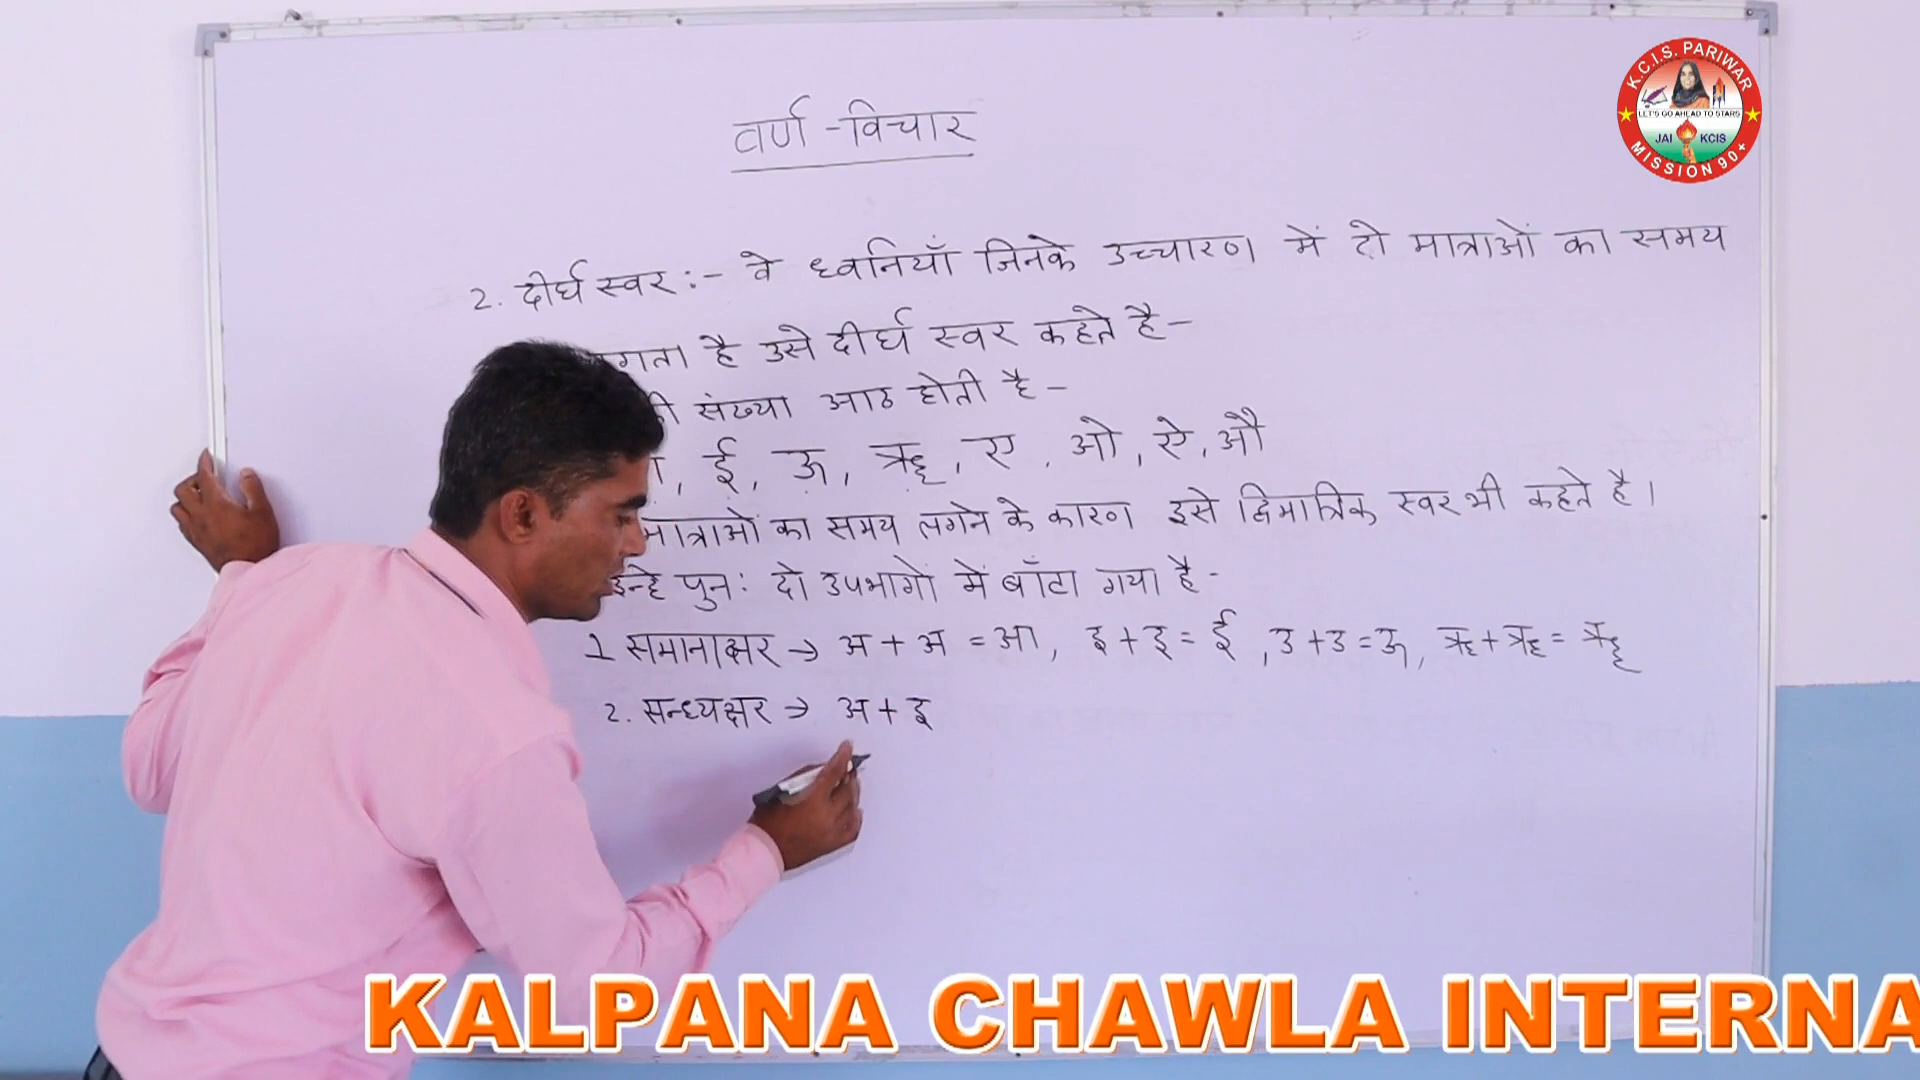 वर्ण - विचार
2. दीर्घ स्वर :- वे ध्वनियाँ जिनके उच्चारण में दो मात्राओं का समय
है उसे दीर्घ स्वर कहते है-
संख्या आठ होती है -
, ई, ऊ, ॠ, ए, ओ, ऐ, औ
मात्राओं का समय लगने के कारण इसे द्विमात्रिक स्वर भी कहते है।
इन्हे पुनः दो उपभागों में बाँटा गया है -
1 समानाक्षर → अ + अ = आ, इ + इ = ई, उ + उ = ऊ, ऋ + ऋ = ॠ
2. सन्ध्यक्षर → अ + इ
K.C.I.S. PARIWAR
LET'S GO AHEAD TO STARS
JAI KCIS
MISSION 90+
KALPANA CHAWLA INTERNA